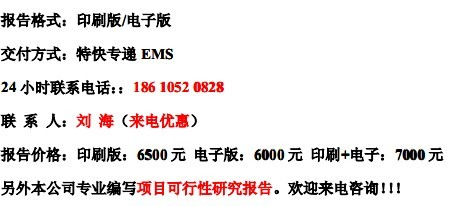 报告格式：印刷版/电子版
交付方式：特快专递 EMS
24 小时联系电话：：186 1052 0828
联 系 人：刘 海（来电优惠）
报告价格：印刷版：6500 元 电子版：6000 元 印刷+电子：7000 元
另外本公司专业编写项目可行性研究报告。欢迎来电咨询！！！